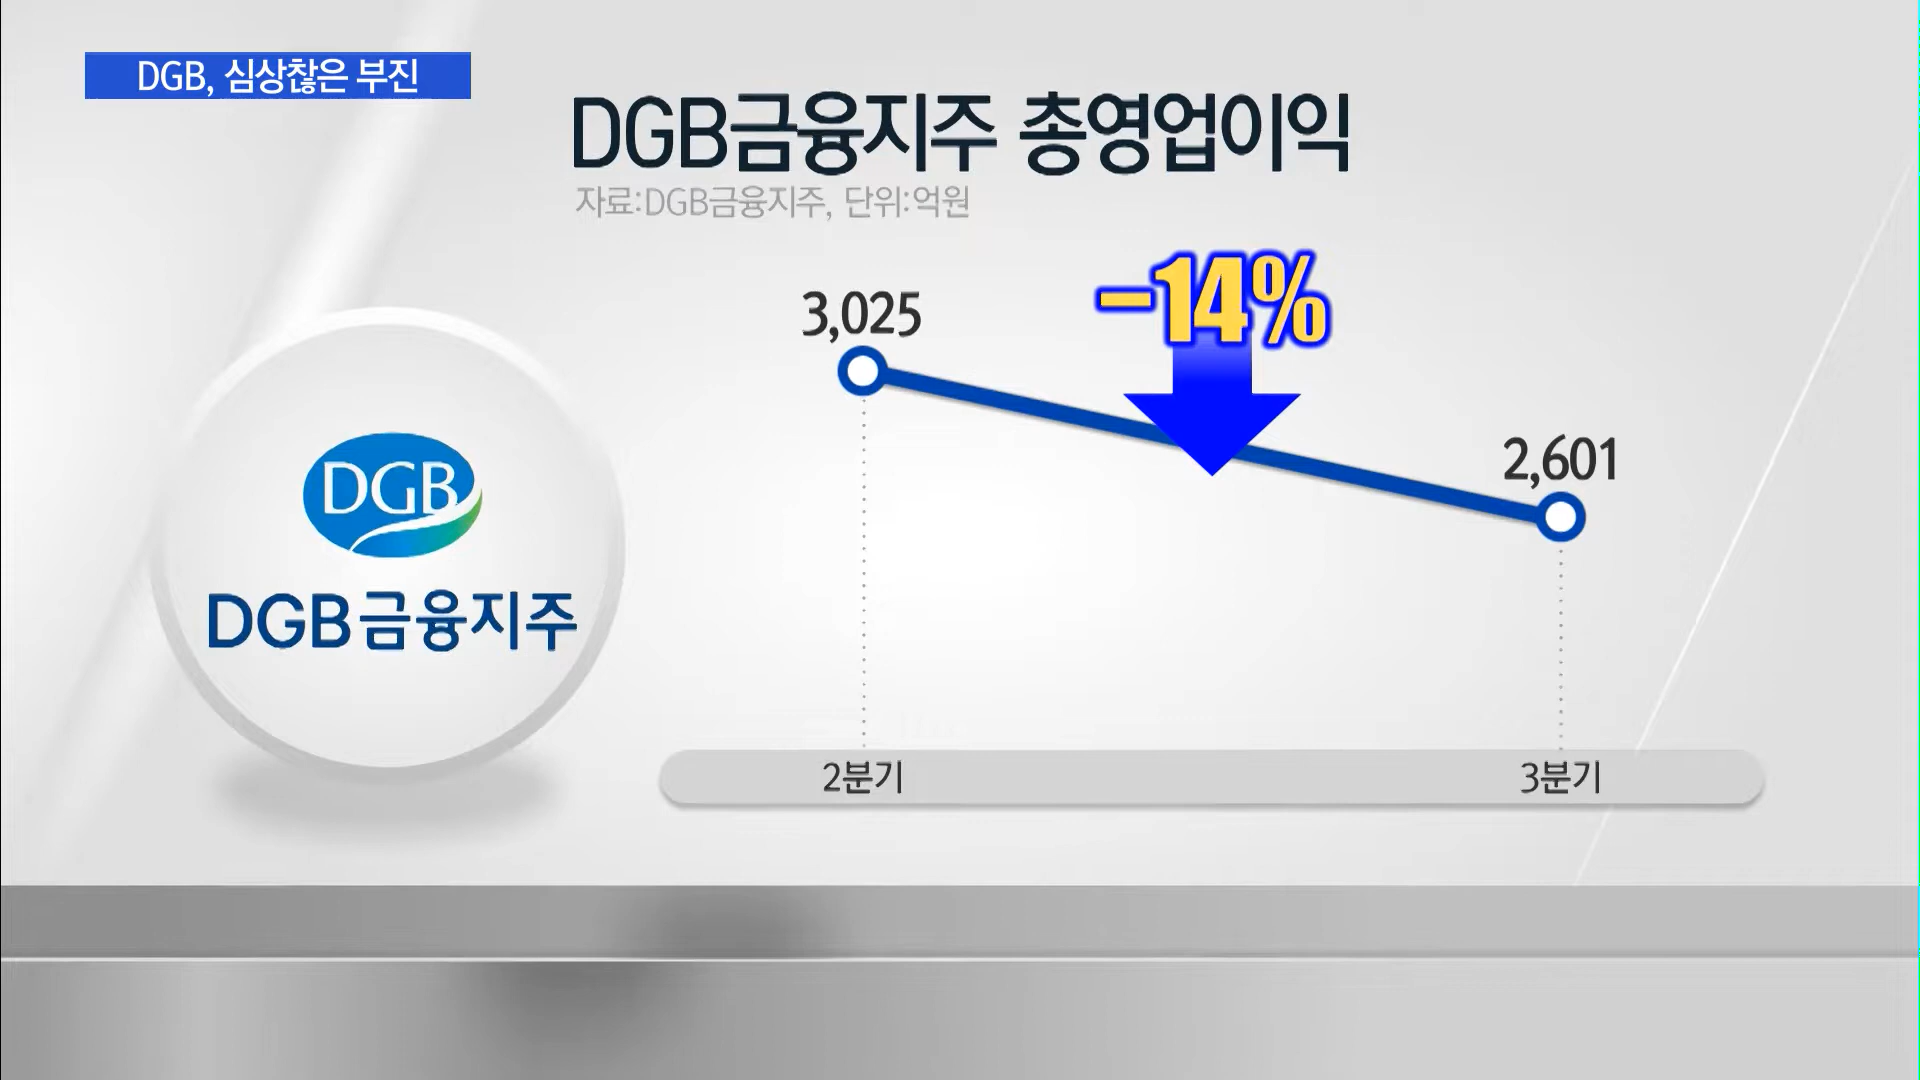 DGB, 심상찮은 부진
DGB금융지주 총영업이익
자료:DGB금융지주, 단위:억원
-14%
3,025
2,601
DGB
DGB금융지주
2분기
3분기